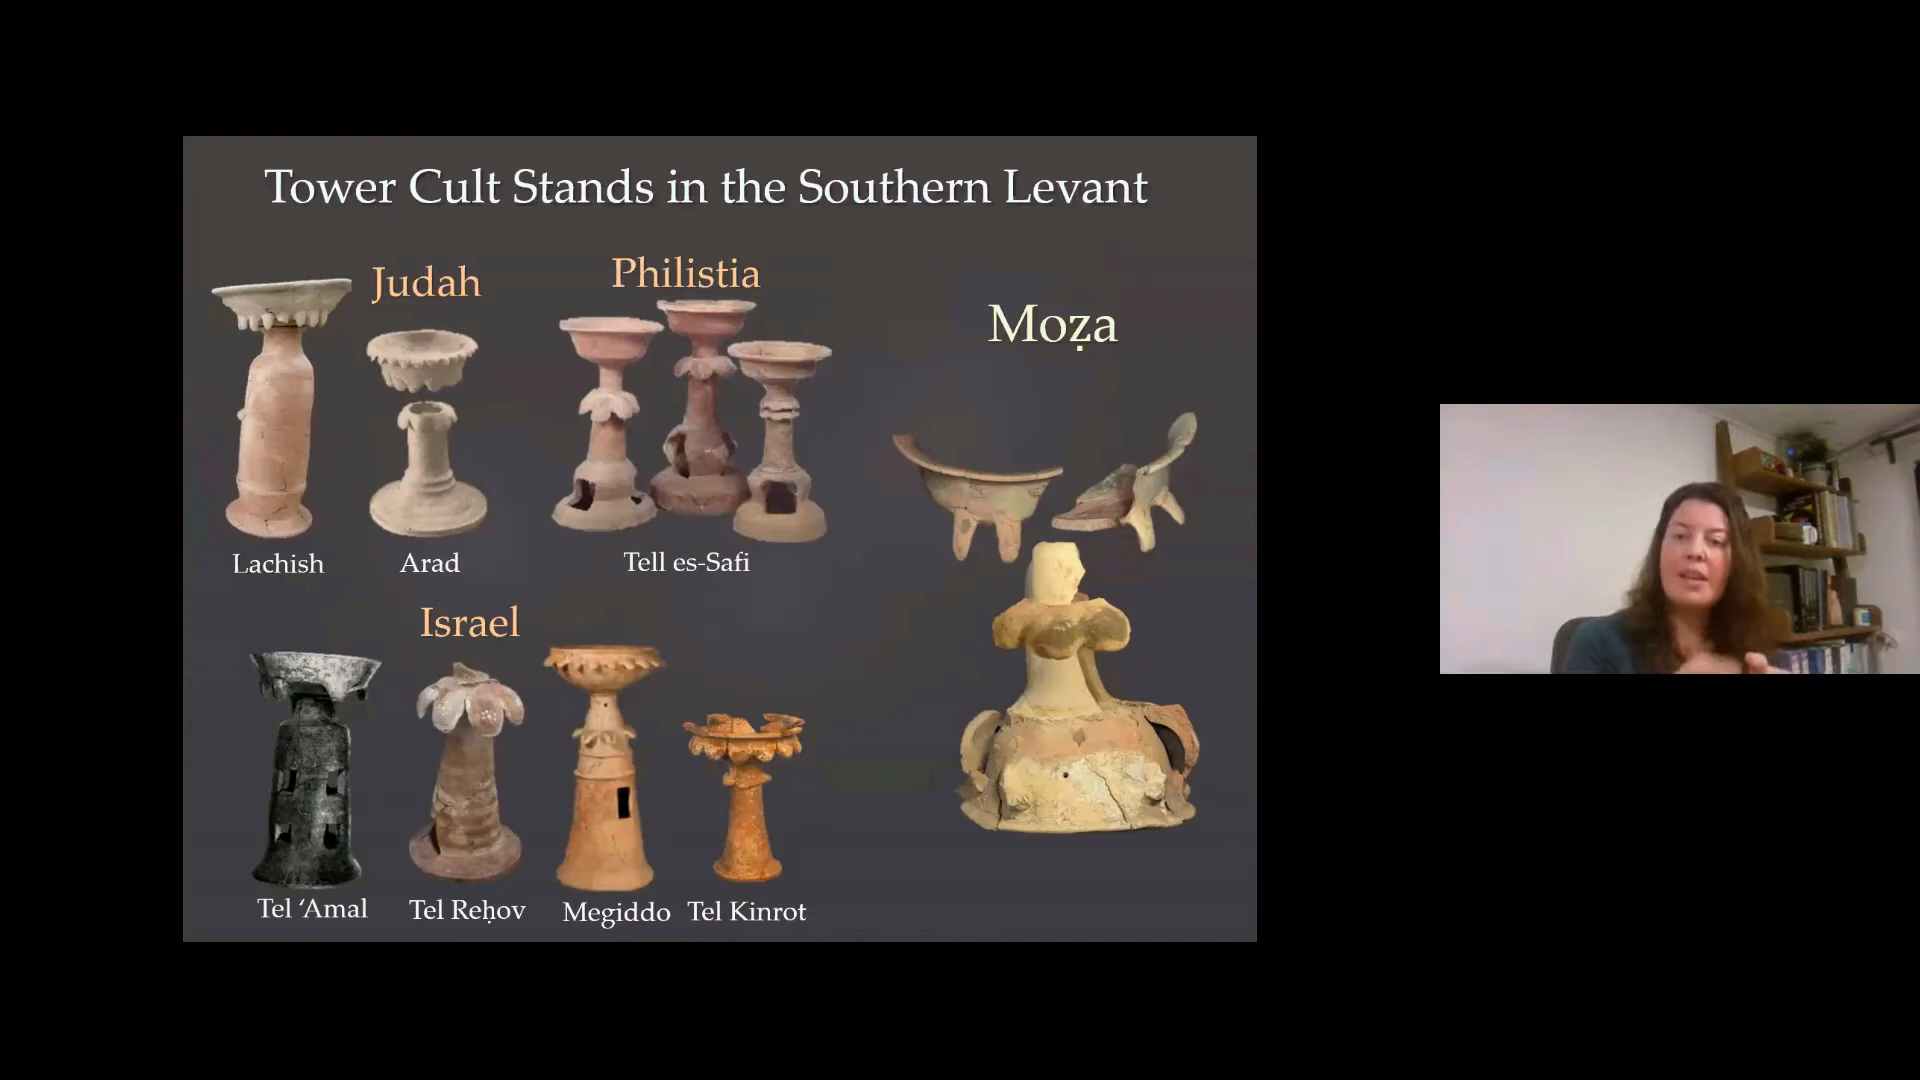 Tower Cult Stands in the Southern Levant
Judah
Philistia
Moẓa
Lachish
Arad
Tell es-Safi
Israel
Tel ‘Amal
Tel Reḥov
Megiddo
Tel Kinrot